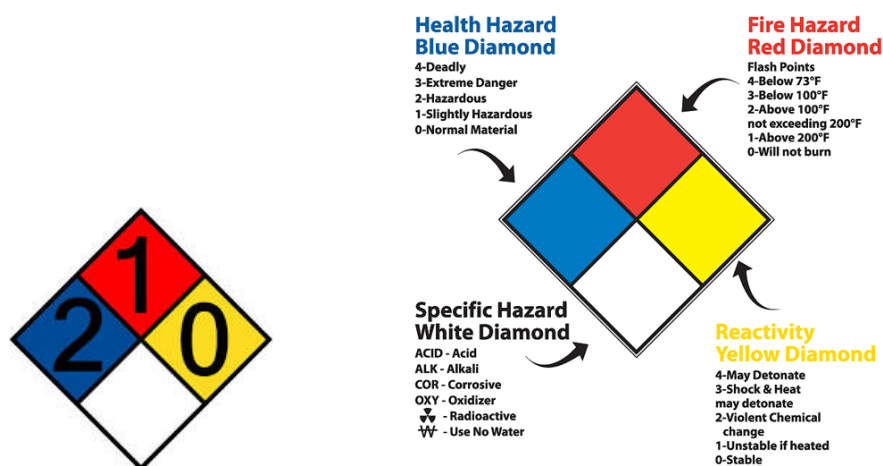 1
2
0
Health Hazard
Blue Diamond
4-Deadly
3-Extreme Danger
2-Hazardous
1-Slightly Hazardous
0-Normal Material
Fire Hazard
Red Diamond
Flash Points
4-Below 73°F
3-Below 100°F
2-Above 100°F
not exceeding 200°F
1-Above 200°F
0-Will not burn
Specific Hazard
White Diamond
ACID - Acid
ALK - Alkali
COR - Corrosive
OXY - Oxidizer
- Radioactive
W - Use No Water
Reactivity
Yellow Diamond
4-May Detonate
3-Shock & Heat
may detonate
2-Violent Chemical
change
1-Unstable if heated
0-Stable